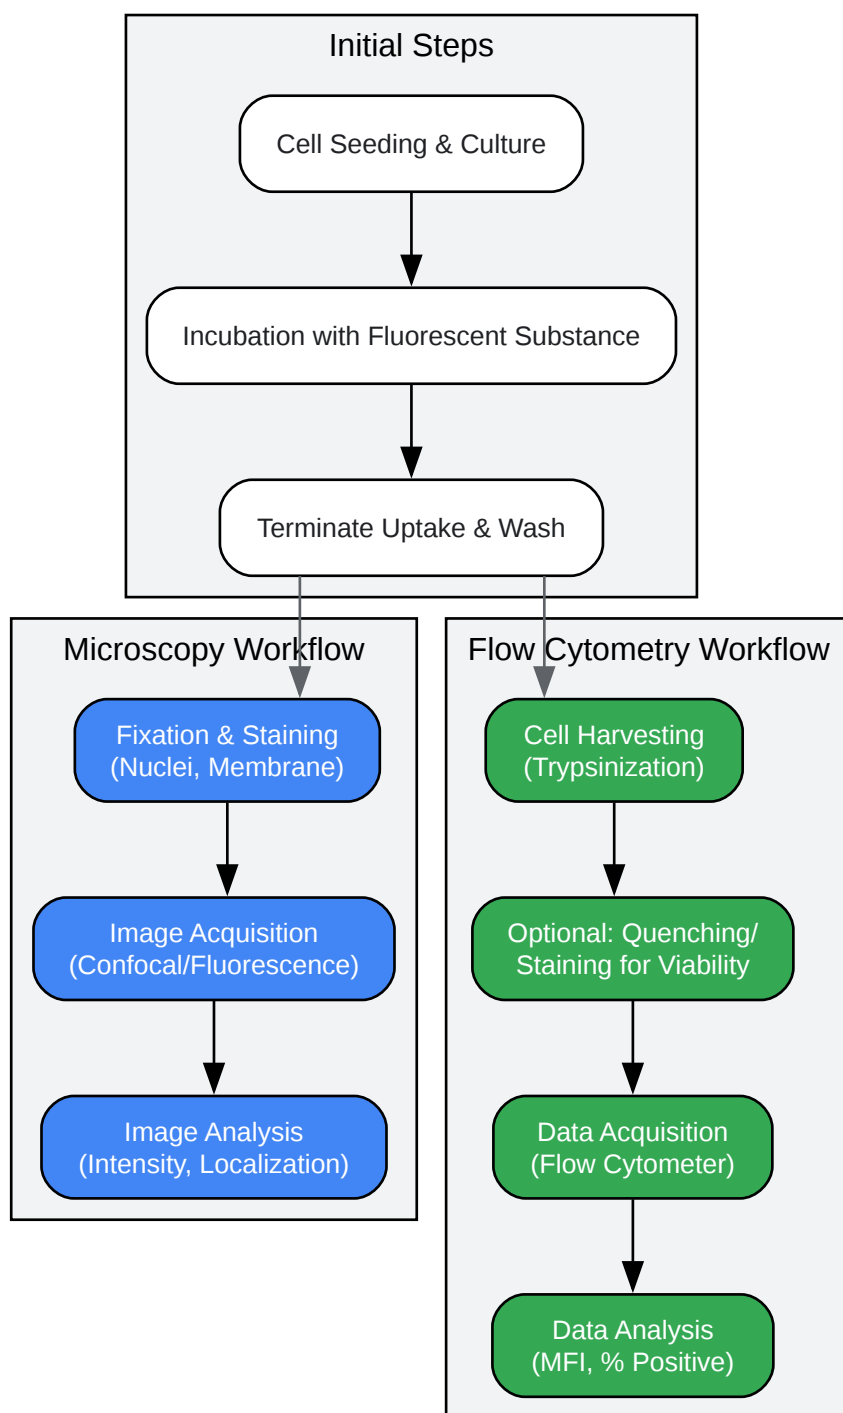 Initial Steps
Cell Seeding & Culture
Incubation with Fluorescent Substance
Terminate Uptake & Wash
Microscopy Workflow
Fixation & Staining
(Nuclei, Membrane)
Image Acquisition
(Confocal/Fluorescence)
Image Analysis
(Intensity, Localization)
Flow Cytometry Workflow
Cell Harvesting
(Trypsinization)
Optional: Quenching/
Staining for Viability
Data Acquisition
(Flow Cytometer)
Data Analysis
(MFI, % Positive)